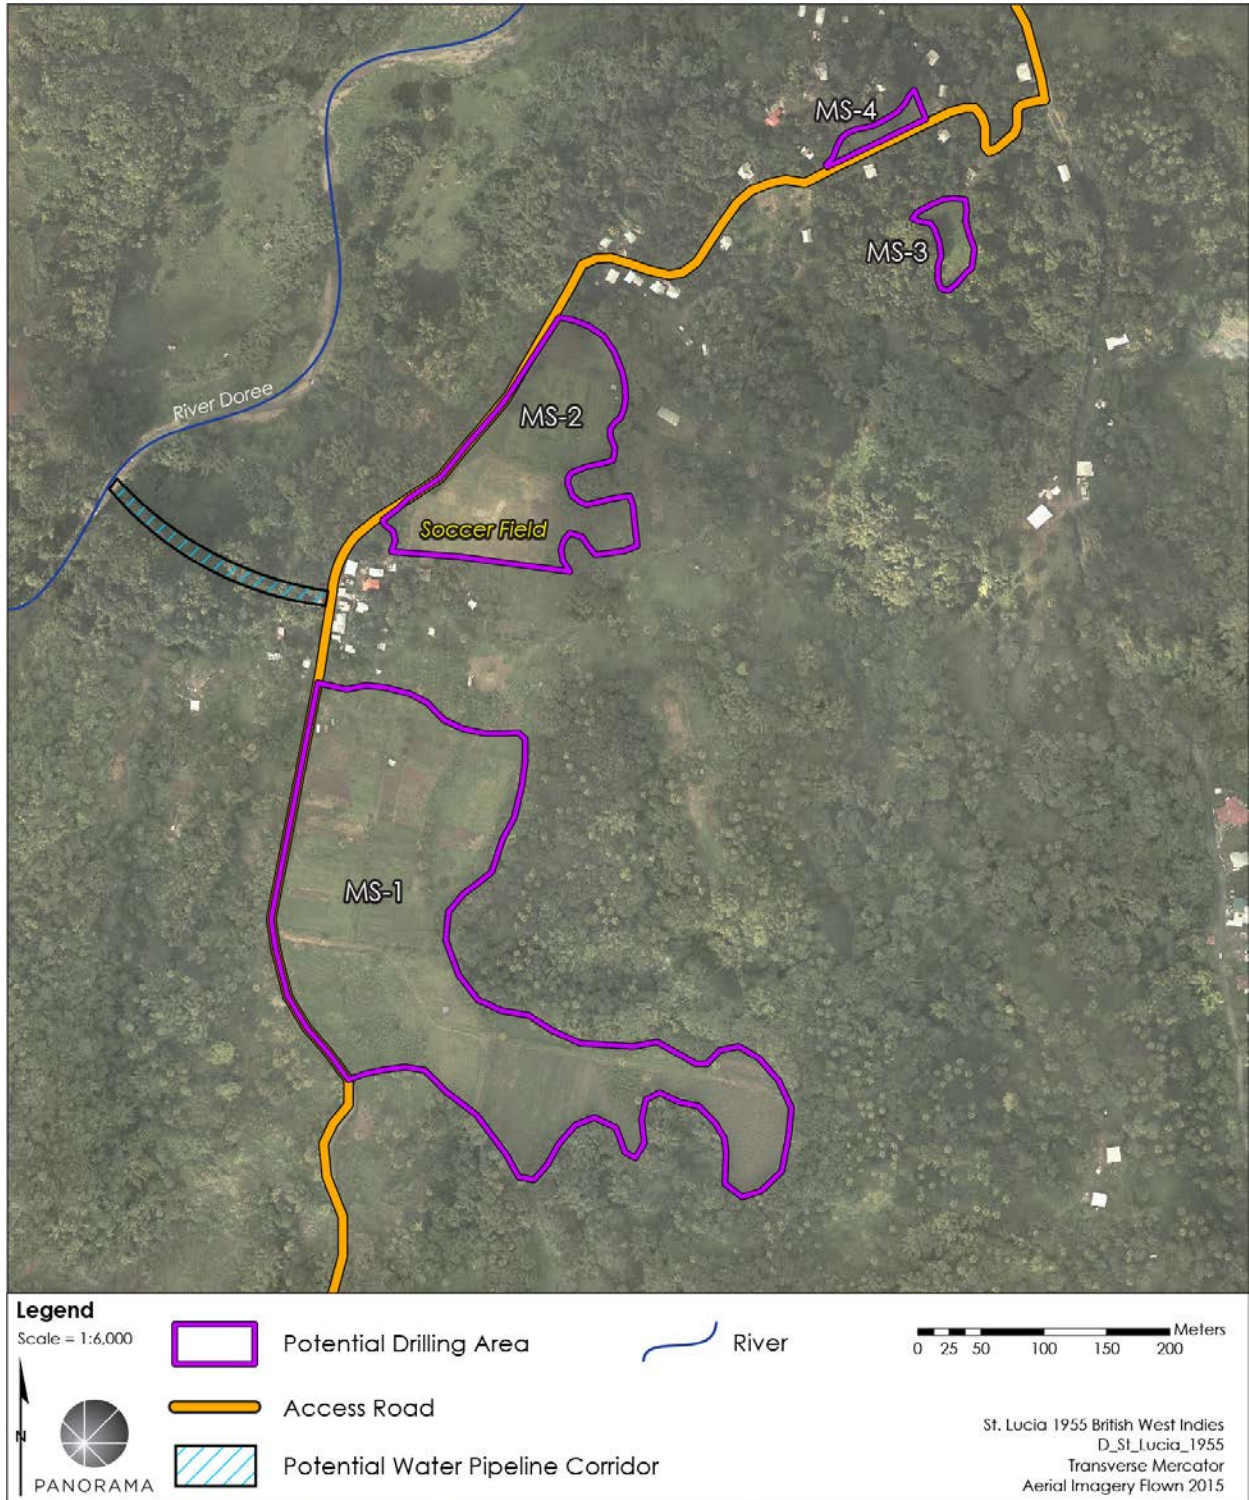 MS-4
MS-3
River Doree
MS-2
Soccer Field
MS-1
Legend
Scale = 1:6,000
N
PANORAMA
Potential Drilling Area
Access Road
Potential Water Pipeline Corridor
River
Meters
0 25 50 100 150 200
St. Lucia 1955 British West Indies
D_St_Lucia_1955
Transverse Mercator
Aerial Imagery Flown 2015